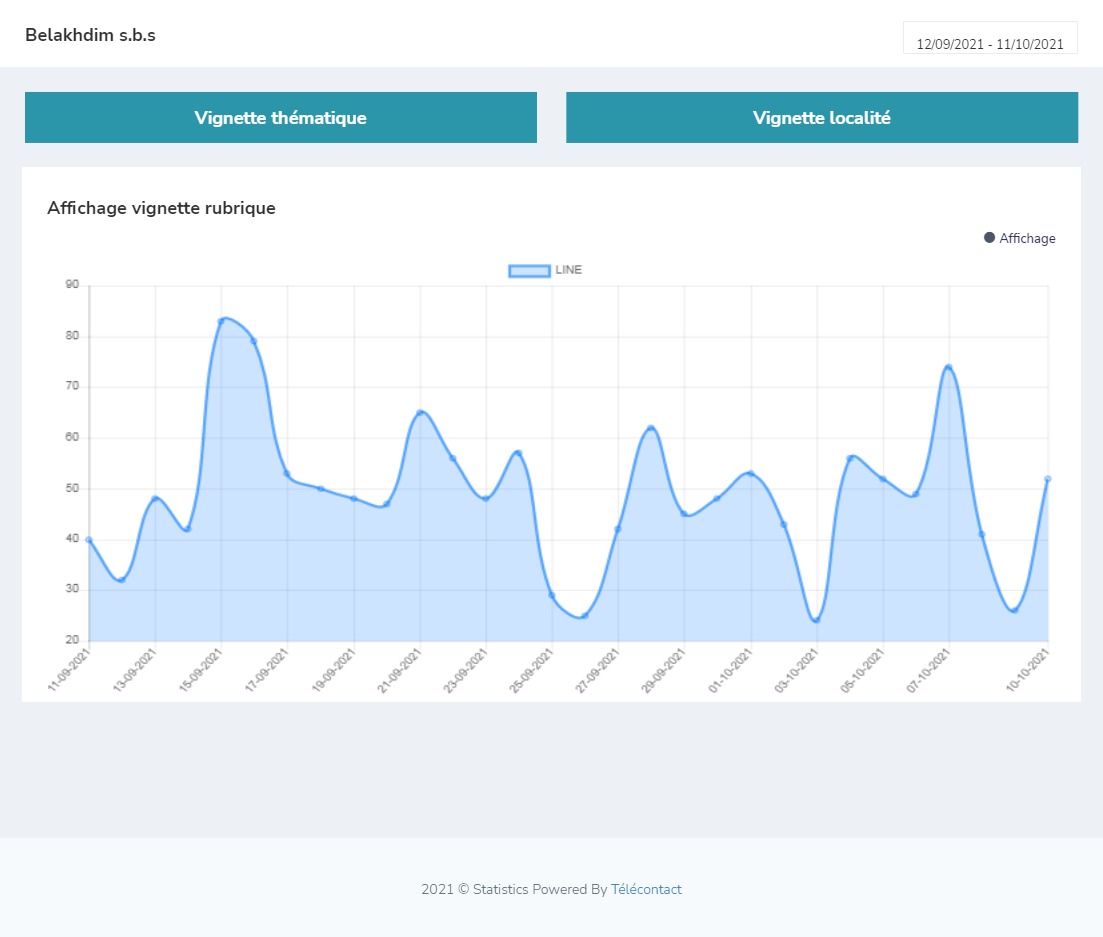 Belakhdim s.b.s
12/09/2021 - 11/10/2021
Vignette thématique
Vignette localité
Affichage vignette rubrique
Affichage
LINE
90
80
70
60
50
40
30
20
11-09-2021
13-09-2021
15-09-2021
17-09-2021
19-09-2021
21-09-2021
23-09-2021
25-09-2021
27-09-2021
29-09-2021
01-10-2021
03-10-2021
05-10-2021
07-10-2021
10-10-2021
2021 © Statistics Powered By Télécontact